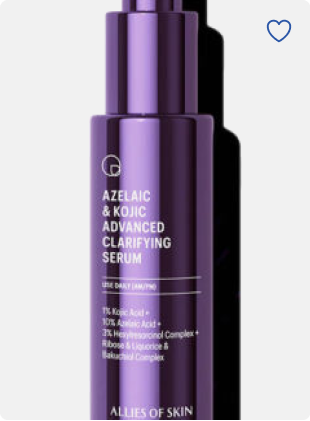 AZELAIC
& KOJIC
ADVANCED
CLARIFYING
SERUM
USE DAILY (AM/PM)
1% Kojic Acid +
10% Azelaic Acid +
3% Hexylresorcinol Complex +
Ribose & Liquorice &
Bakuchiol Complex
ALLIES OF SKIN